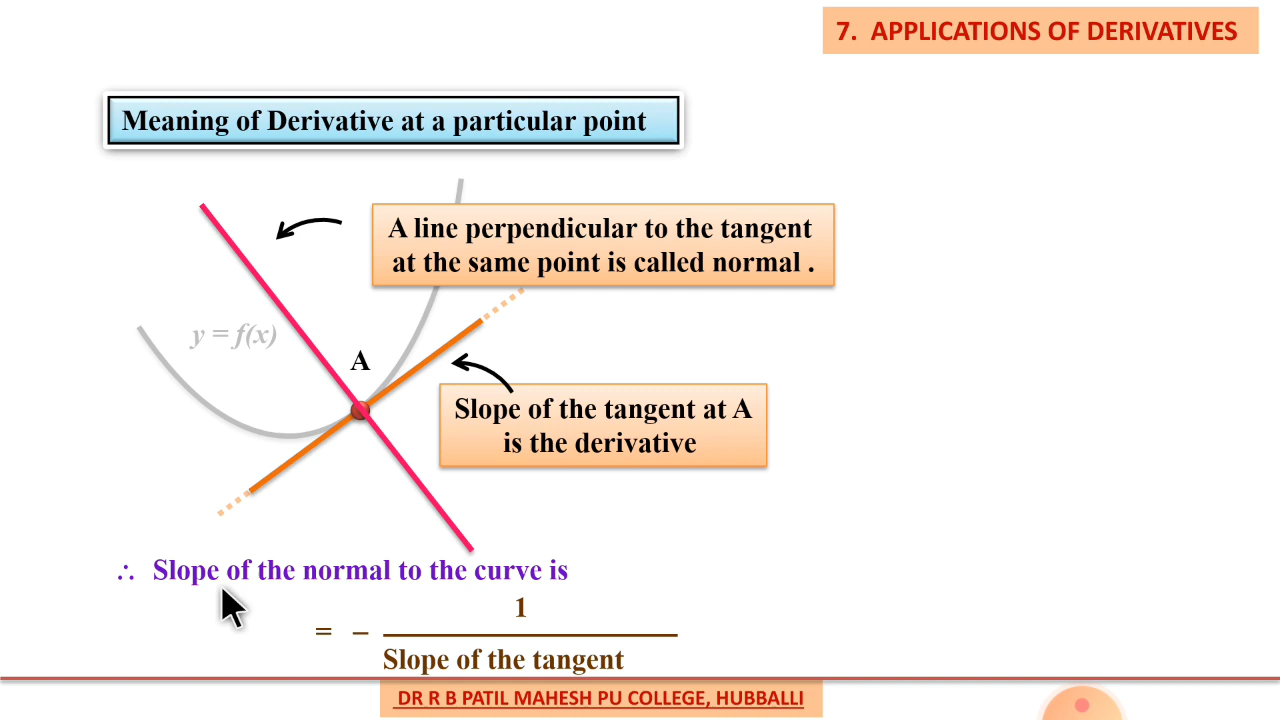 7. APPLICATIONS OF DERIVATIVES
Meaning of Derivative at a particular point
A line perpendicular to the tangent
at the same point is called normal .
y = f(x)
A
Slope of the tangent at A
is the derivative
∴ Slope of the normal to the curve is
1
= –
Slope of the tangent
DR R B PATIL MAHESH PU COLLEGE, HUBBALLI